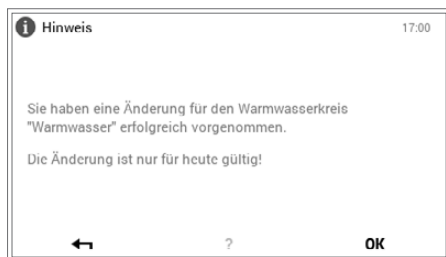 Hinweis 17:00
Sie haben eine Änderung für den Warmwasserkreis
"Warmwasser" erfolgreich vorgenommen.
Die Änderung ist nur für heute gültig!
? OK